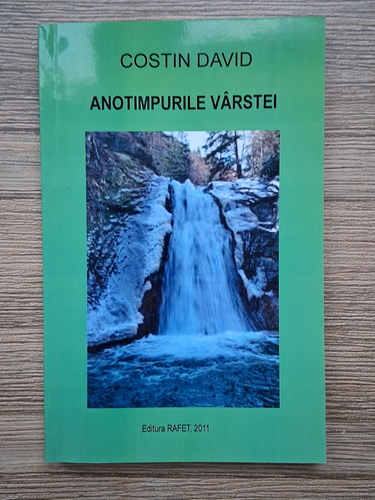 COSTIN DAVID
ANOTIMPURILE VÂRSTEI
Editura RAFET, 2011